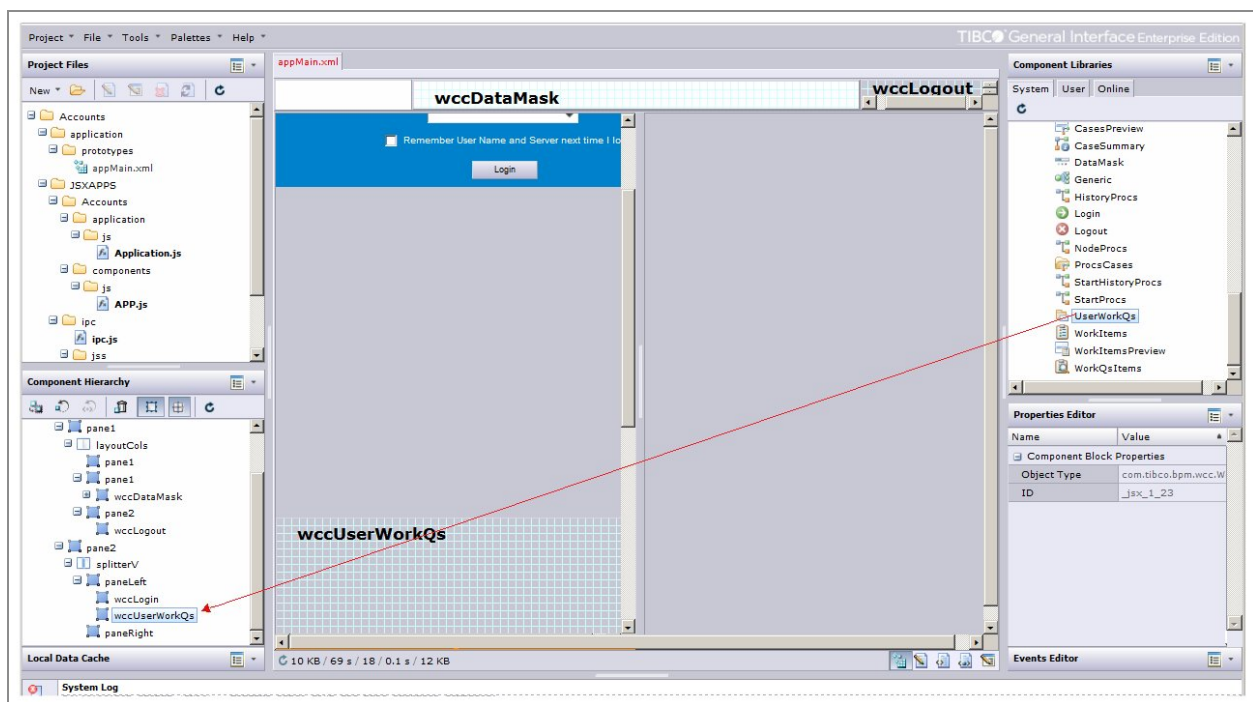 Project File Tools Palettes Help
TIBCO General Interface Enterprise Edition
Project Files
New
Accounts
application
prototypes
appMain.xml
JSXAPPS
Accounts
application
js
Application.js
components
js
APP.js
ipc
js
ipc.js
jss
Component Hierarchy
pane1
layoutCols
pane1
pane1
wccDataMask
pane2
wccLogout
pane2
splitterV
paneLeft
wccLogin
wccUserWorkQs
paneRight
Local Data Cache
appMain.xml
wccDataMask
wccLogout
Remember User Name and Server next time I lo
Login
wccUserWorkQs
10 KB / 69 s / 18 / 0.1 s / 12 KB
Component Libraries
System User Online
CasesPreview
CaseSummary
DataMask
Generic
HistoryProcs
Login
Logout
NodeProcs
ProcsCases
StartHistoryProcs
StartProcs
UserWorkQs
WorkItems
WorkItemsPreview
WorkQsItems
Properties Editor
Name Value
Component Block Properties
Object Type com.tibco.bpm.wcc.W
ID _jsx_1_23
Events Editor
System Log